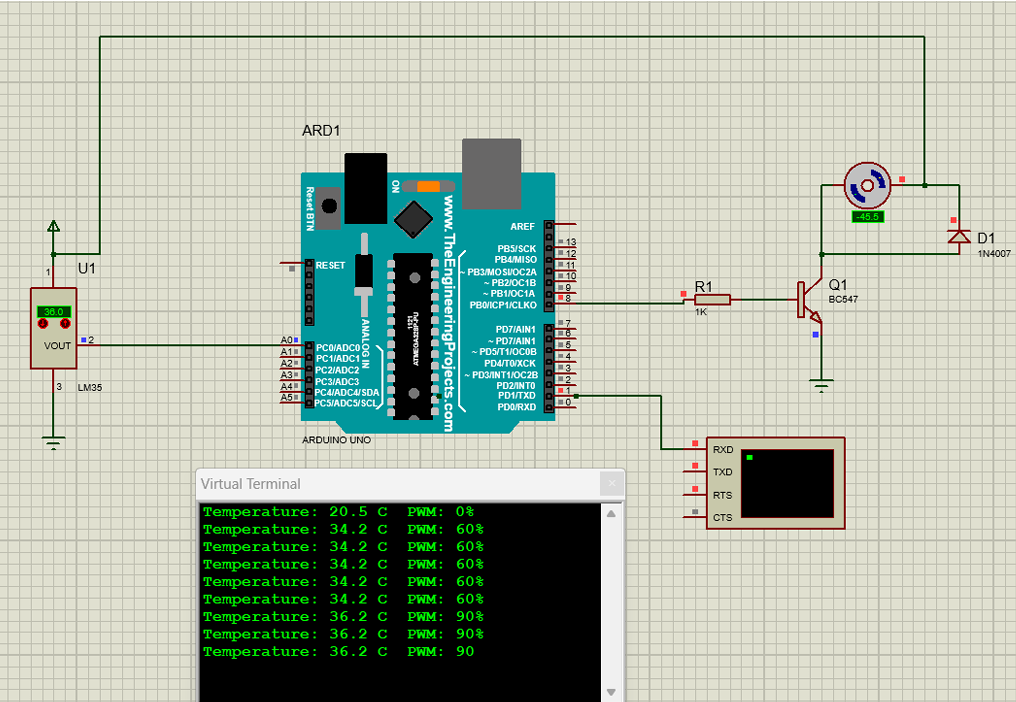 ARD1
ON
Reset BTN
www.TheEngineeringProjects.com
AREF
RESET
PB5/SCK
13
PB4/MISO
12
~ PB3/MOSI/OC2A
11
~ PB2/OC1B
10
~ PB1/OC1A
9
PB0/ICP1/CLKO
8
ANALOG IN
PD7/AIN1
7
~ PD7/AIN1
6
~ PD5/T1/OC0B
5
PD4/T0/XCK
4
~ PD3/INT1/OC2B
3
PD2/INT0
2
PD1/TXD
1
PD0/RXD
0
A0
PC0/ADC0
A1
PC1/ADC1
A2
PC2/ADC2
A3
PC3/ADC3
A4
PC4/ADC4/SDA
A5
PC5/ADC5/SCL
ARDUINO UNO
U1
1
36.0
VOUT
2
3
LM35
R1
1K
-45.5
D1
1N4007
Q1
BC547
RXD
TXD
RTS
CTS
Virtual Terminal
Temperature: 20.5 C PWM: 0%
Temperature: 34.2 C PWM: 60%
Temperature: 34.2 C PWM: 60%
Temperature: 34.2 C PWM: 60%
Temperature: 34.2 C PWM: 60%
Temperature: 34.2 C PWM: 60%
Temperature: 36.2 C PWM: 90%
Temperature: 36.2 C PWM: 90%
Temperature: 36.2 C PWM: 90